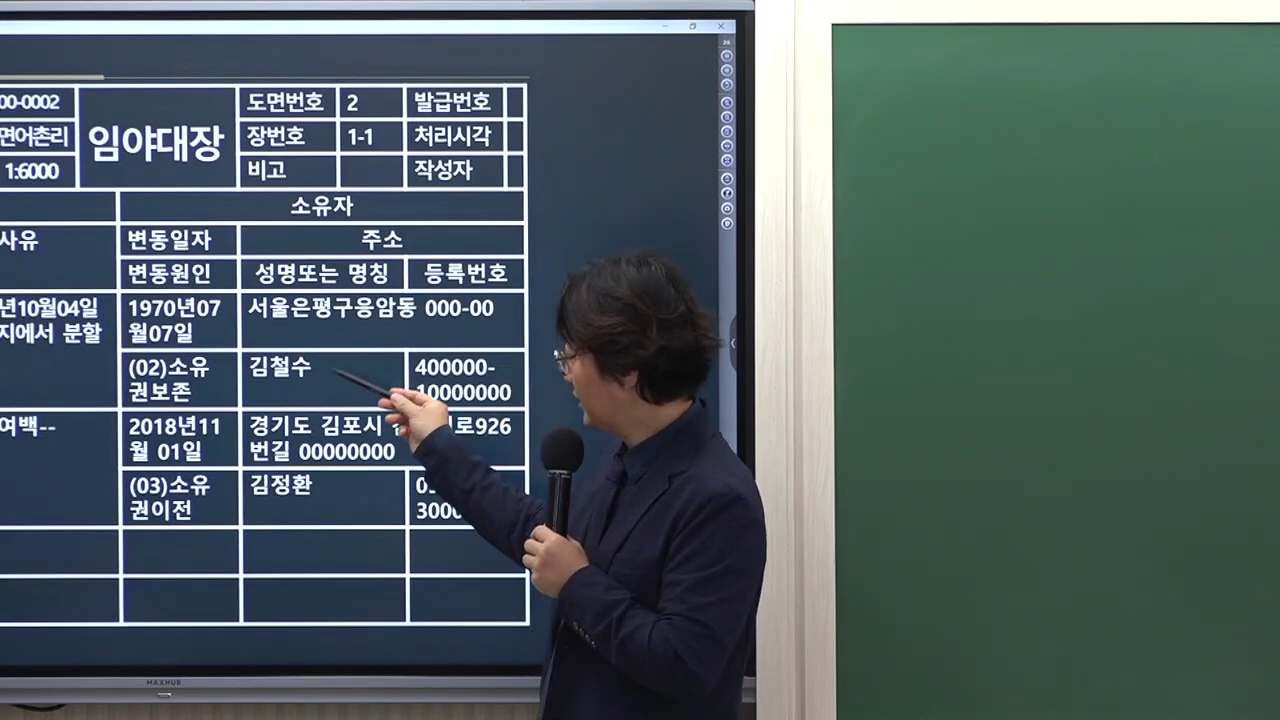 00-0002
임야대장
도면번호 2 발급번호
면어촌리
장번호 1-1 처리시각
1:6000
비고 작성자
소유자
사유 변동일자 주소
변동원인 성명또는 명칭 등록번호
년10월04일 1970년07 서울은평구응암동 000-00
지에서 분할 월07일
(02)소유 김철수 400000-
권보존 10000000
여백-- 2018년11 경기도 김포시 로926
월 01일 번길 00000000
(03)소유 김정환
권이전
MAXHUB